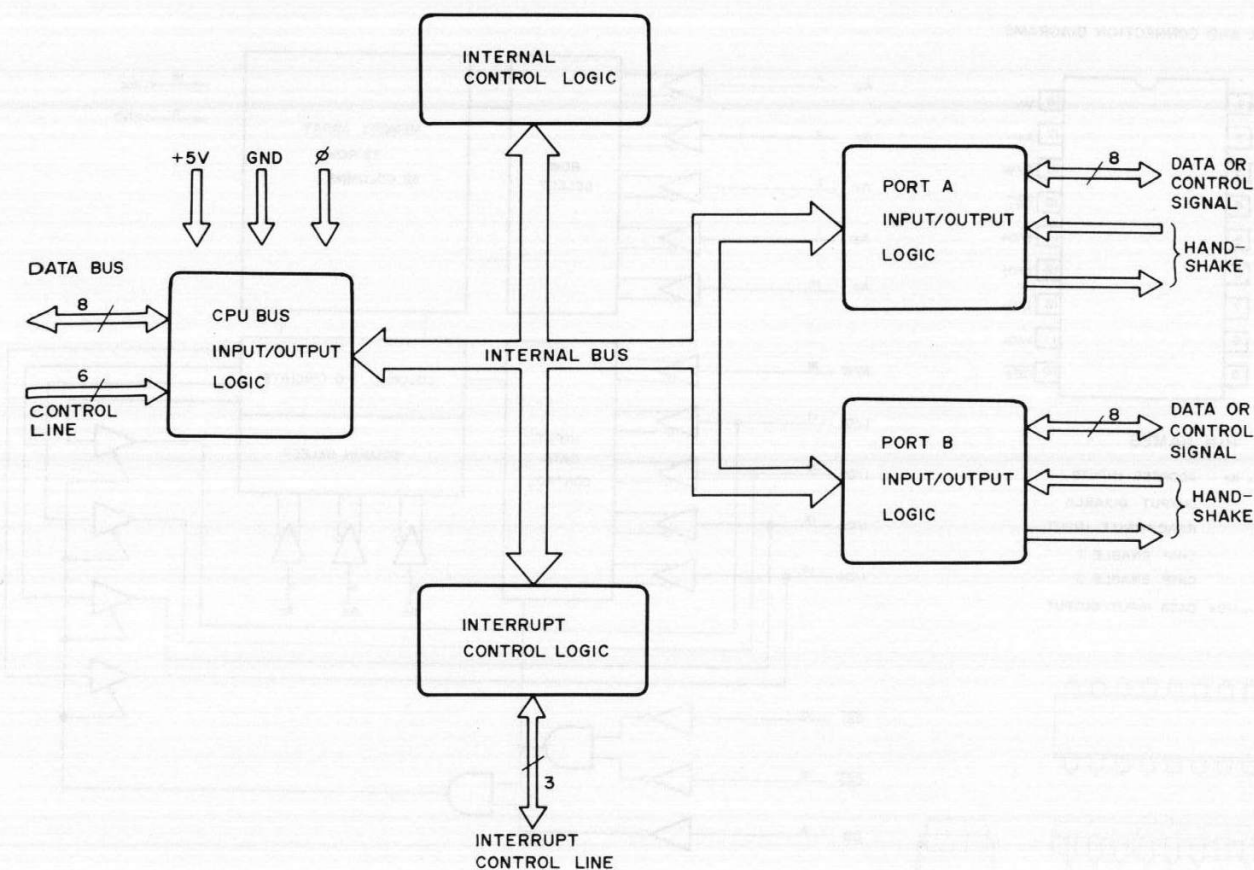 INTERNAL
CONTROL LOGIC
+5V
GND
Ø
DATA BUS
8
6
CONTROL
LINE
CPU BUS
INPUT/OUTPUT
LOGIC
INTERNAL BUS
PORT A
INPUT/OUTPUT
LOGIC
8
DATA OR
CONTROL
SIGNAL
HAND-
SHAKE
PORT B
INPUT/OUTPUT
LOGIC
8
DATA OR
CONTROL
SIGNAL
HAND-
SHAKE
INTERRUPT
CONTROL LOGIC
3
INTERRUPT
CONTROL LINE